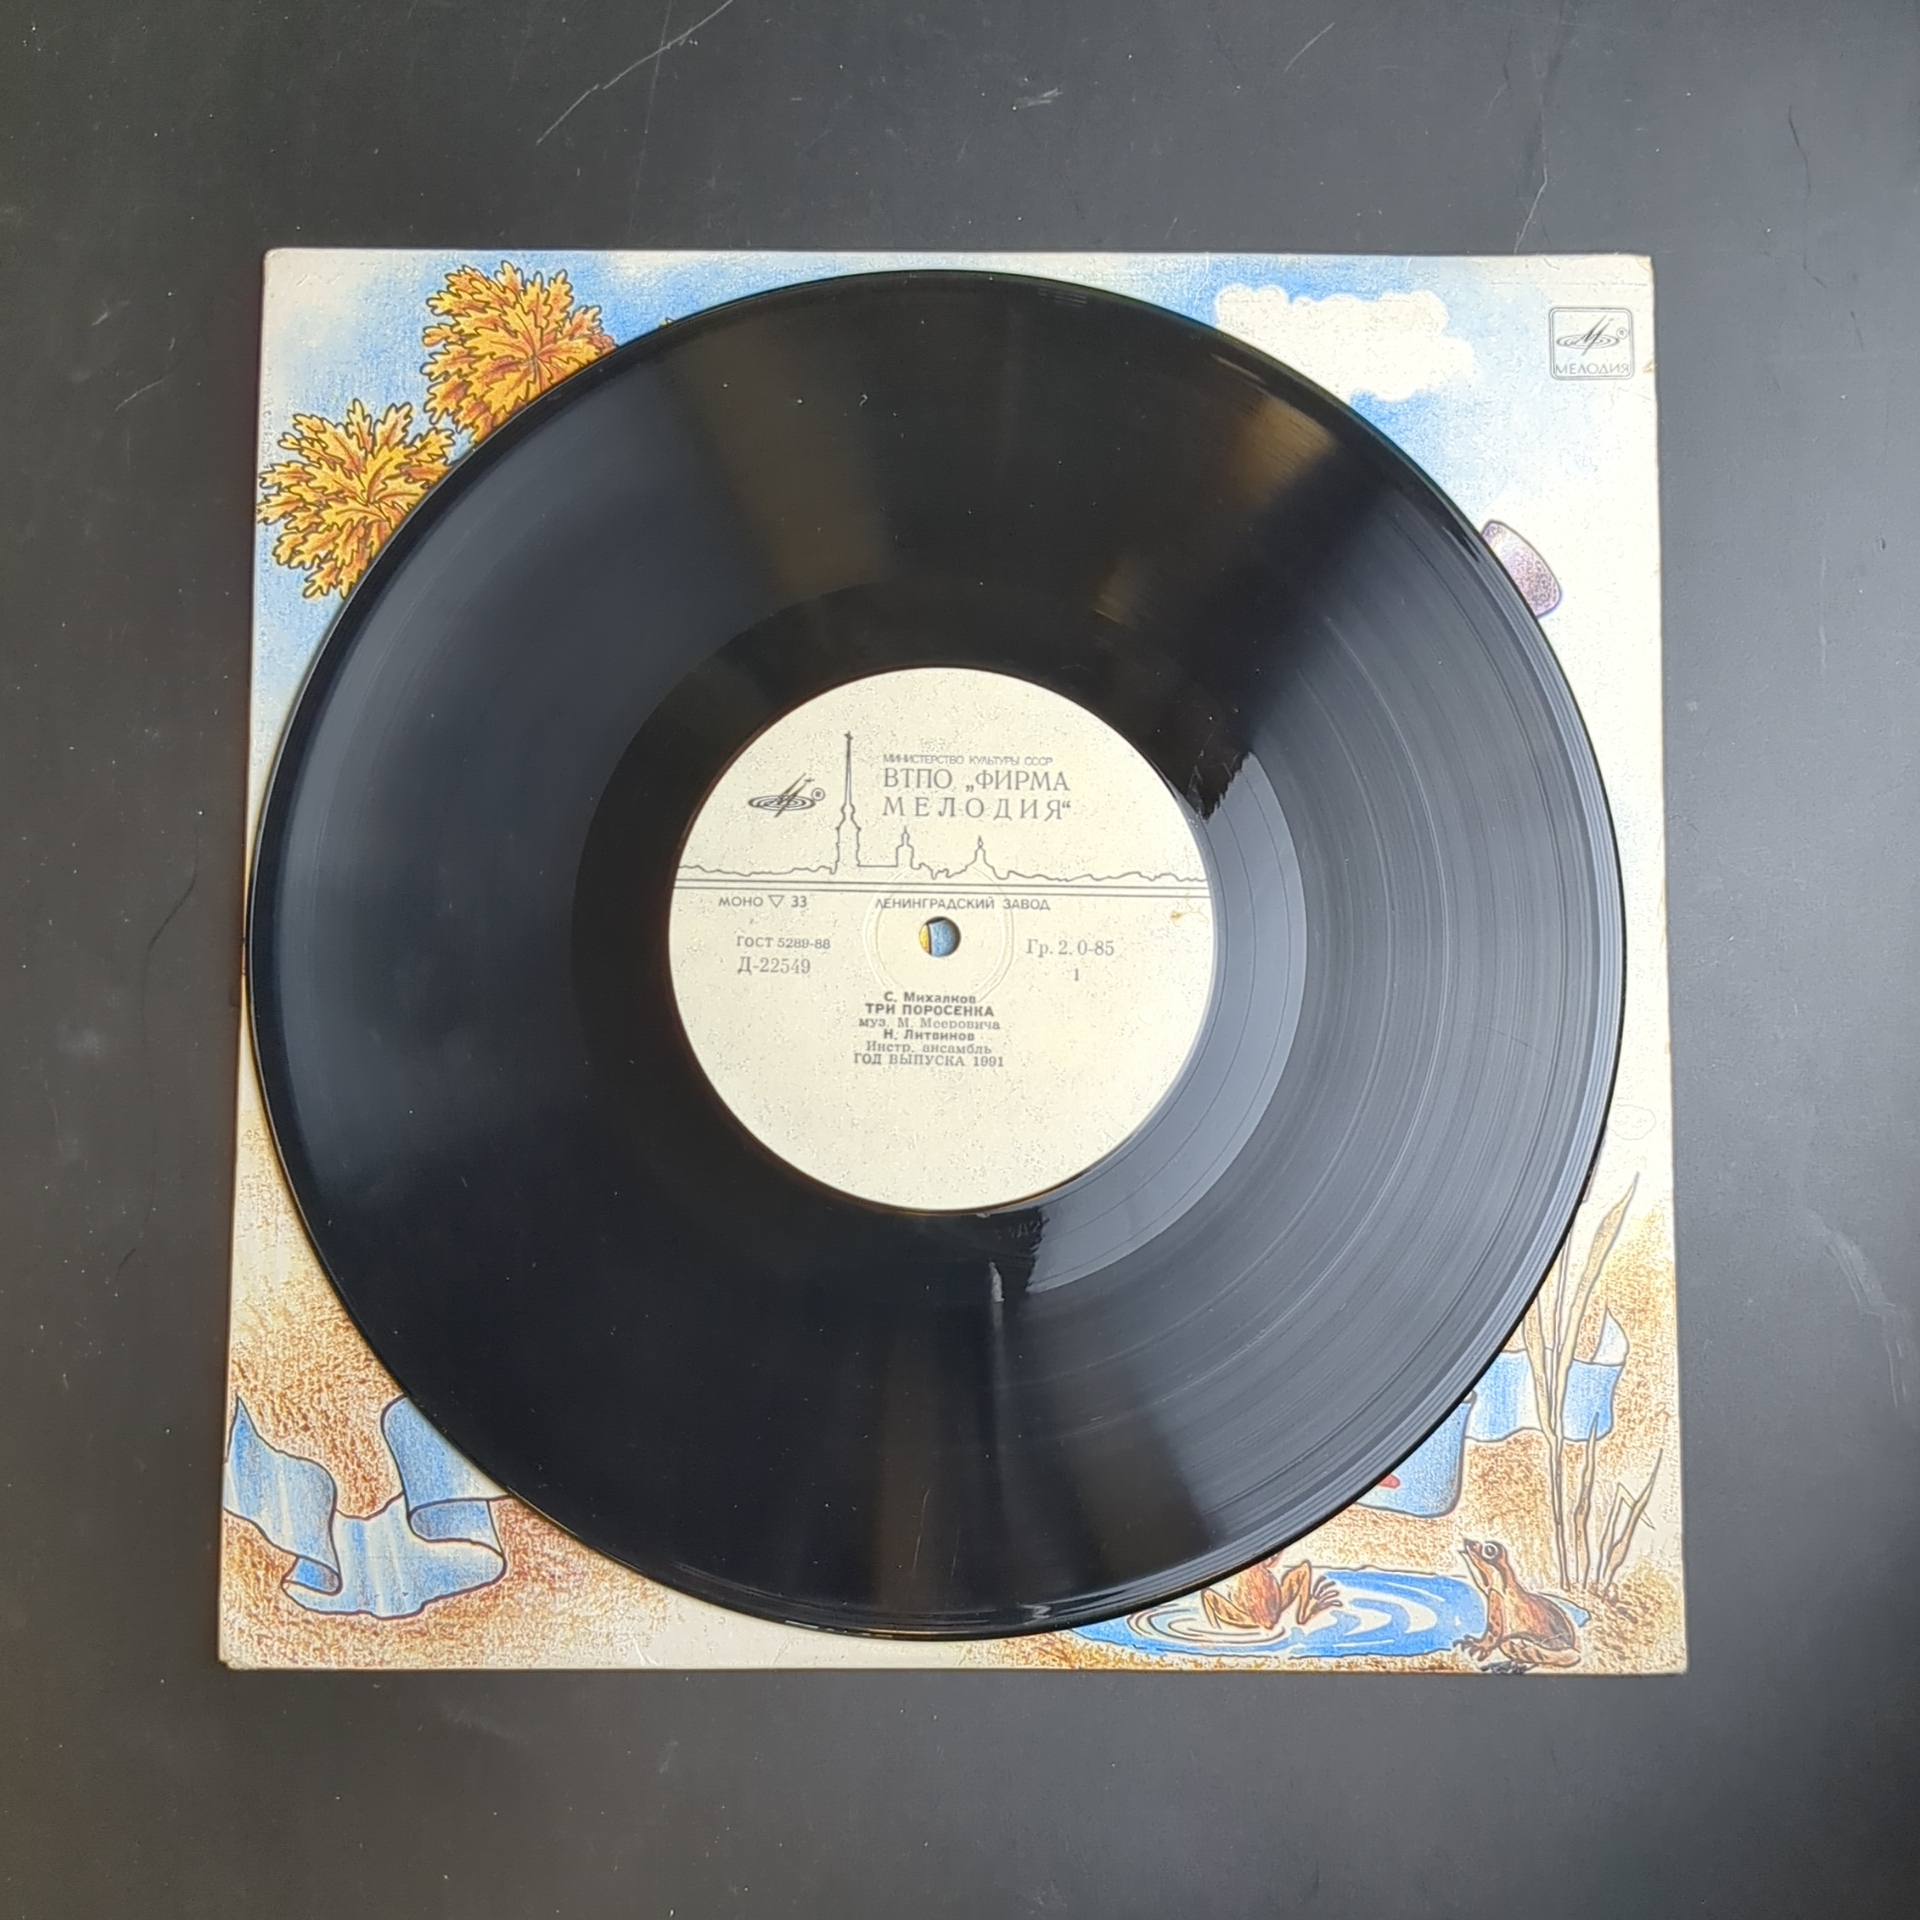 МЕЛОДИЯ
МИНИСТЕРСТВО КУЛЬТУРЫ СССР
ВТПО „ФИРМА
МЕЛОДИЯ“
МОНО ▽ 33
ЛЕНИНГРАДСКИЙ ЗАВОД
ГОСТ 5289-88
Д-22549
Гр. 2. 0-85
1
С. Михалков
ТРИ ПОРОСЕНКА
муз. М. Мееровича
Н. Литвинов
Инстр. ансамбль
ГОД ВЫПУСКА 1991